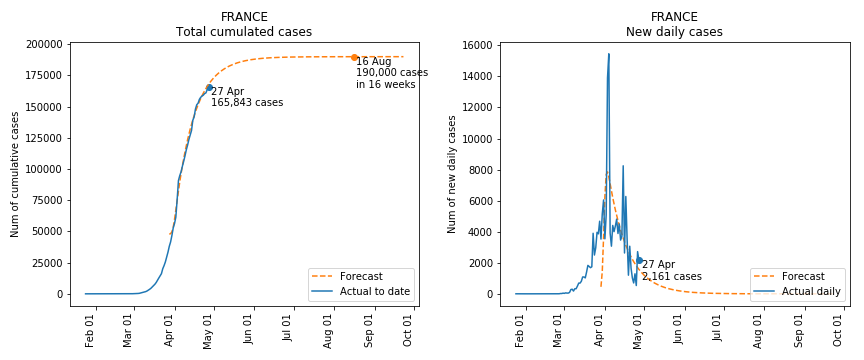 FRANCE
Total cumulated cases
200000
175000
150000
125000
100000
75000
50000
25000
0
Num of cumulative cases
16 Aug
190,000 cases
in 16 weeks
27 Apr
165,843 cases
Forecast
Actual to date
Feb 01
Mar 01
Apr 01
May 01
Jun 01
Jul 01
Aug 01
Sep 01
Oct 01
FRANCE
New daily cases
16000
14000
12000
10000
8000
6000
4000
2000
0
Num of new daily cases
27 Apr
2,161 cases
Forecast
Actual daily
Feb 01
Mar 01
Apr 01
May 01
Jun 01
Jul 01
Aug 01
Sep 01
Oct 01